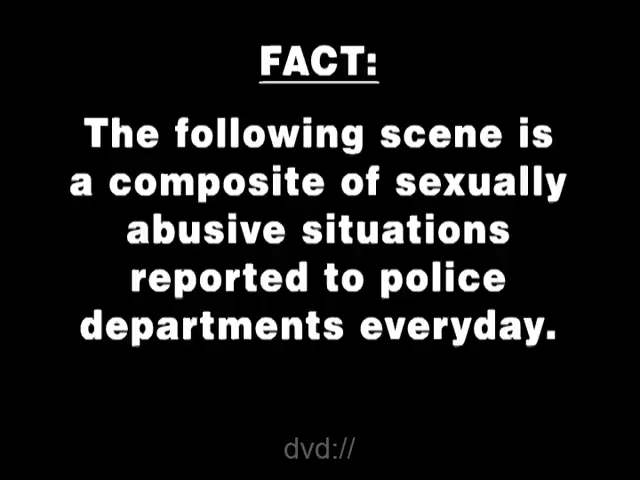 FACT:
The following scene is
a composite of sexually
abusive situations
reported to police
departments everyday.
dvd://